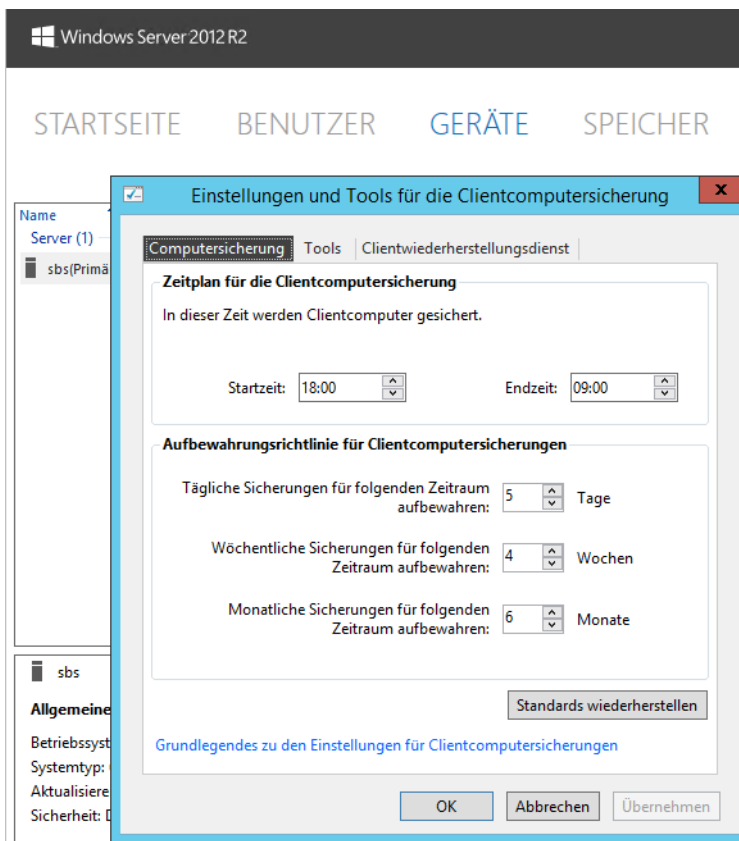 Windows Server 2012 R2
STARTSEITE BENUTZER GERÄTE SPEICHER
Einstellungen und Tools für die Clientcomputersicherung
x
Name
Server (1)
sbs(Primä
Computersicherung Tools Clientwiederherstellungsdienst
Zeitplan für die Clientcomputersicherung
In dieser Zeit werden Clientcomputer gesichert.
Startzeit: 18:00 Endzeit: 09:00
Aufbewahrungsrichtlinie für Clientcomputersicherungen
Tägliche Sicherungen für folgenden Zeitraum
aufbewahren: 5 Tage
Wöchentliche Sicherungen für folgenden
Zeitraum aufbewahren: 4 Wochen
Monatliche Sicherungen für folgenden
Zeitraum aufbewahren: 6 Monate
Standards wiederherstellen
Grundlegendes zu den Einstellungen für Clientcomputersicherungen
OK Abbrechen Übernehmen
sbs
Allgemeine
Betriebssyst
Systemtyp:
Aktualisiere
Sicherheit: